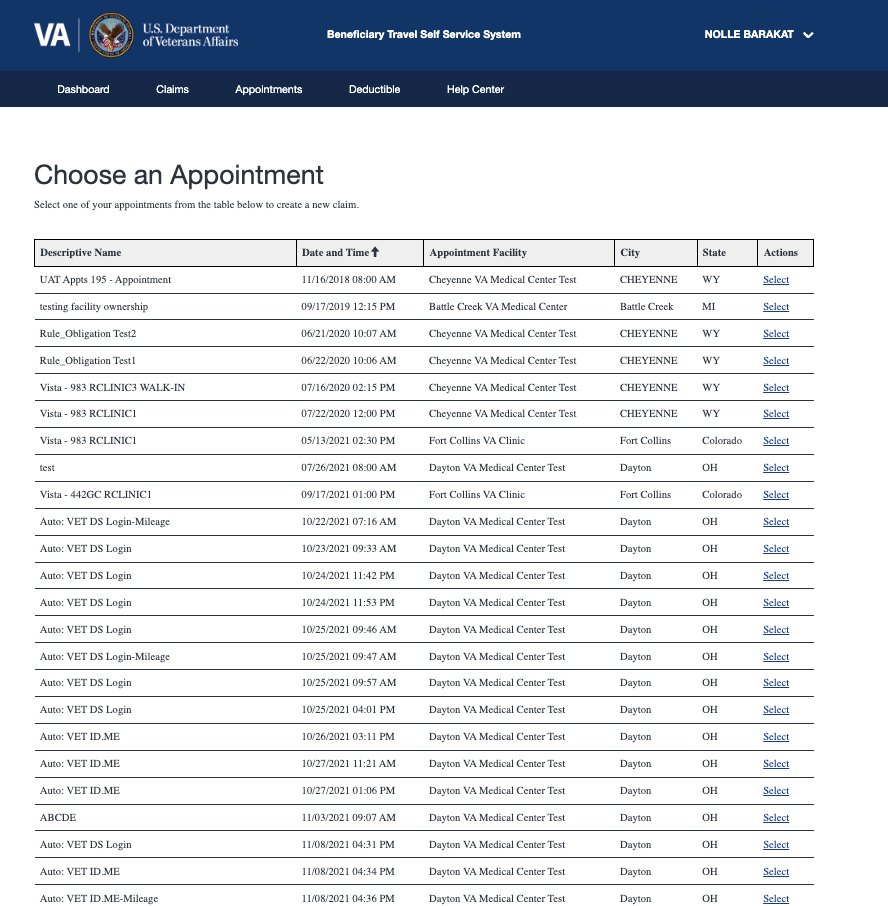 VA
U.S. Department
of Veterans Affairs
Beneficiary Travel Self Service System
NOLLE BARAKAT
Dashboard Claims Appointments Deductible Help Center
Choose an Appointment
Select one of your appointments from the table below to create a new claim.
Descriptive Name Date and Time Appointment Facility City State Actions
UAT Appts 195 - Appointment 11/16/2018 08:00 AM Cheyenne VA Medical Center Test CHEYENNE WY Select
testing facility ownership 09/17/2019 12:15 PM Battle Creek VA Medical Center Battle Creek MI Select
Rule_Obligation Test2 06/21/2020 10:07 AM Cheyenne VA Medical Center Test CHEYENNE WY Select
Rule_Obligation Test1 06/22/2020 10:06 AM Cheyenne VA Medical Center Test CHEYENNE WY Select
Vista - 983 RCLINIC3 WALK-IN 07/16/2020 02:15 PM Cheyenne VA Medical Center Test CHEYENNE WY Select
Vista - 983 RCLINIC1 07/22/2020 12:00 PM Cheyenne VA Medical Center Test CHEYENNE WY Select
Vista - 983 RCLINIC1 05/13/2021 02:30 PM Fort Collins VA Clinic Fort Collins Colorado Select
test 07/26/2021 08:00 AM Dayton VA Medical Center Test Dayton OH Select
Vista - 442GC RCLINIC1 09/17/2021 01:00 PM Fort Collins VA Clinic Fort Collins Colorado Select
Auto: VET DS Login-Mileage 10/22/2021 07:16 AM Dayton VA Medical Center Test Dayton OH Select
Auto: VET DS Login 10/23/2021 09:33 AM Dayton VA Medical Center Test Dayton OH Select
Auto: VET DS Login 10/24/2021 11:42 PM Dayton VA Medical Center Test Dayton OH Select
Auto: VET DS Login 10/24/2021 11:53 PM Dayton VA Medical Center Test Dayton OH Select
Auto: VET DS Login 10/25/2021 09:46 AM Dayton VA Medical Center Test Dayton OH Select
Auto: VET DS Login-Mileage 10/25/2021 09:47 AM Dayton VA Medical Center Test Dayton OH Select
Auto: VET DS Login 10/25/2021 09:57 AM Dayton VA Medical Center Test Dayton OH Select
Auto: VET DS Login 10/25/2021 04:01 PM Dayton VA Medical Center Test Dayton OH Select
Auto: VET ID.ME 10/26/2021 03:11 PM Dayton VA Medical Center Test Dayton OH Select
Auto: VET ID.ME 10/27/2021 11:21 AM Dayton VA Medical Center Test Dayton OH Select
Auto: VET ID.ME 10/27/2021 01:06 PM Dayton VA Medical Center Test Dayton OH Select
ABCDE 11/03/2021 09:07 AM Dayton VA Medical Center Test Dayton OH Select
Auto: VET DS Login 11/08/2021 04:31 PM Dayton VA Medical Center Test Dayton OH Select
Auto: VET ID.ME 11/08/2021 04:34 PM Dayton VA Medical Center Test Dayton OH Select
Auto: VET ID.ME-Mileage 11/08/2021 04:36 PM Dayton VA Medical Center Test Dayton OH Select